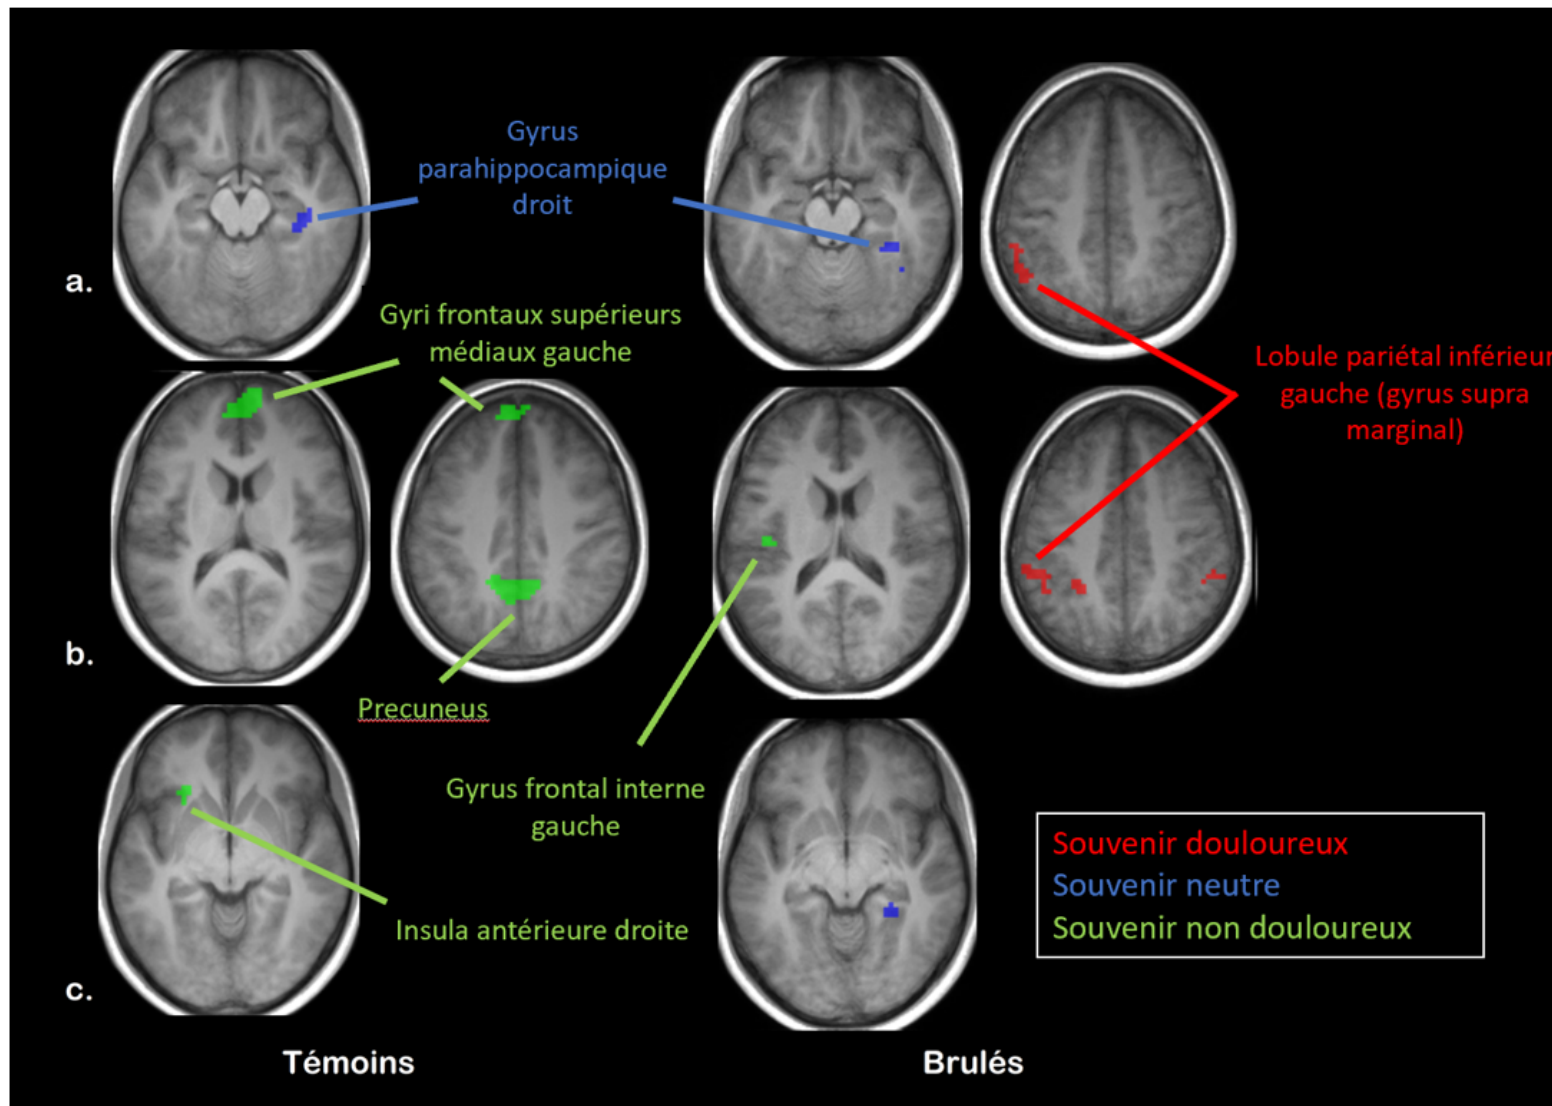 Gyrus
parahippocampique
droit
a.
Gyri frontaux supérieurs
médiaux gauche
Lobule pariétal inférieur
gauche (gyrus supra
marginal)
b.
Precuneus
Gyrus frontal interne
gauche
Insula antérieure droite
Souvenir douloureux
Souvenir neutre
Souvenir non douloureux
c.
Témoins
Brulés